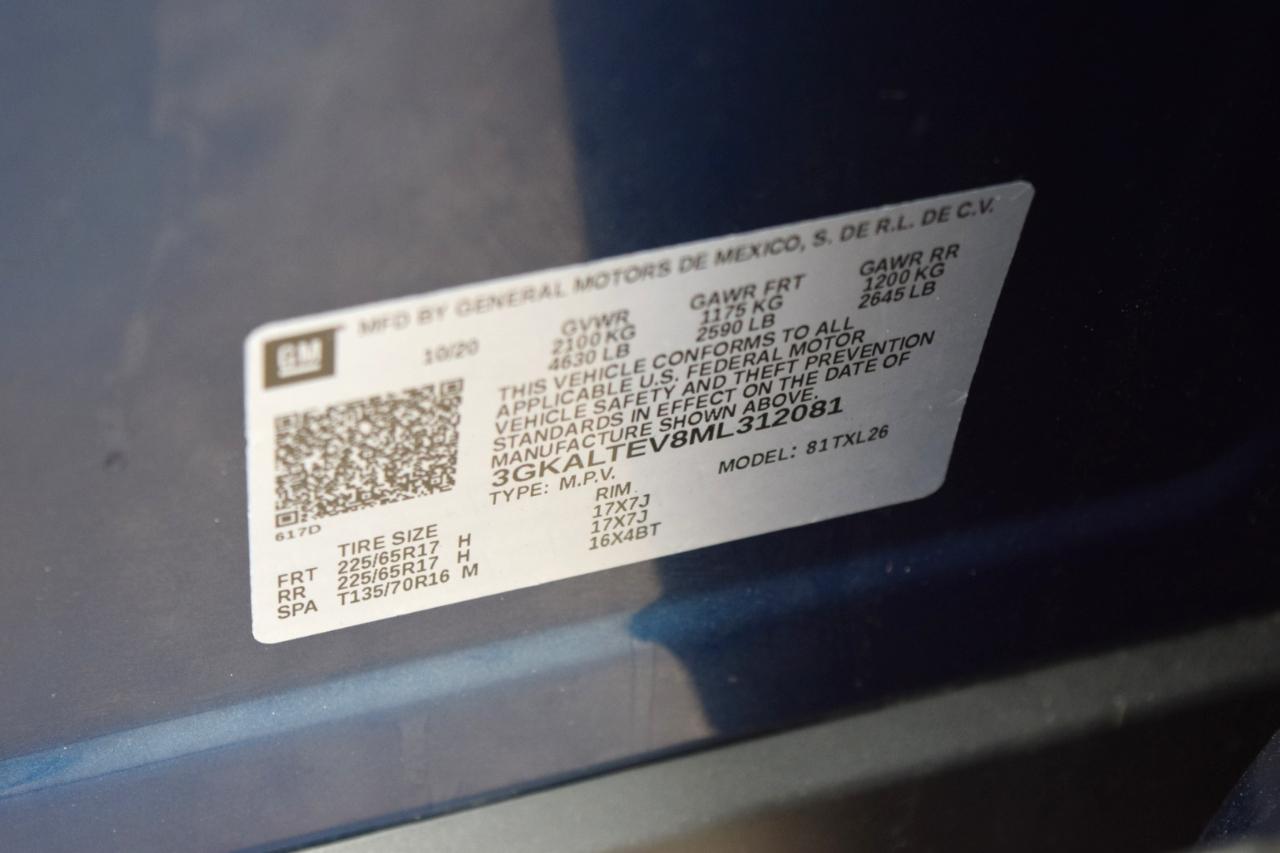 MFD BY GENERAL MOTORS DE MEXICO, S. DE R.L. DE C.V.
GM
10/20
GVWR GAWR FRT GAWR RR
2100 KG 1175 KG 1200 KG
4630 LB 2590 LB 2645 LB
THIS VEHICLE CONFORMS TO ALL
APPLICABLE U.S. FEDERAL MOTOR
VEHICLE SAFETY AND THEFT PREVENTION
STANDARDS IN EFFECT ON THE DATE OF
MANUFACTURE SHOWN ABOVE.
3GKALTEV8ML312081
TYPE: M.P.V. MODEL: 81TXL26
617D
TIRE SIZE RIM
FRT 225/65R17 H 17X7J
RR 225/65R17 H 17X7J
SPA T135/70R16 M 16X4BT